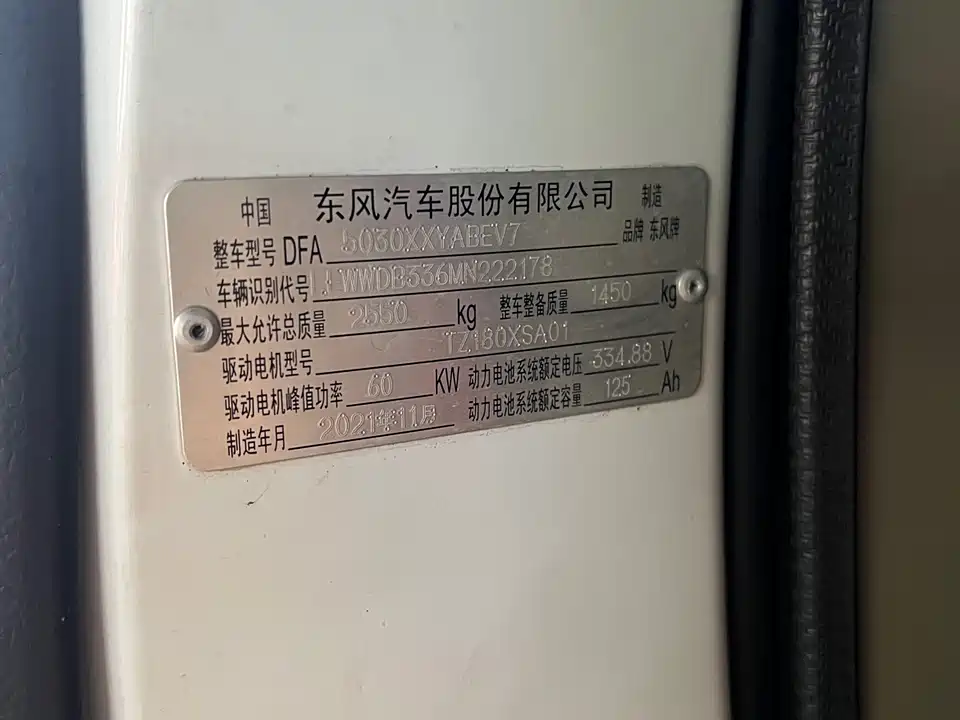 中国 东风汽车股份有限公司 制造
整车型号 DFA 5030XXYABEV7 品牌 东风牌
车辆识别代号 LJWWDB336MN222178
最大允许总质量 2550 kg 整车整备质量 1450 kg
驱动电机型号 TZ180XSA01
驱动电机峰值功率 60 KW 动力电池系统额定电压 334.88 V
制造年月 2021年11月 动力电池系统额定容量 125 Ah